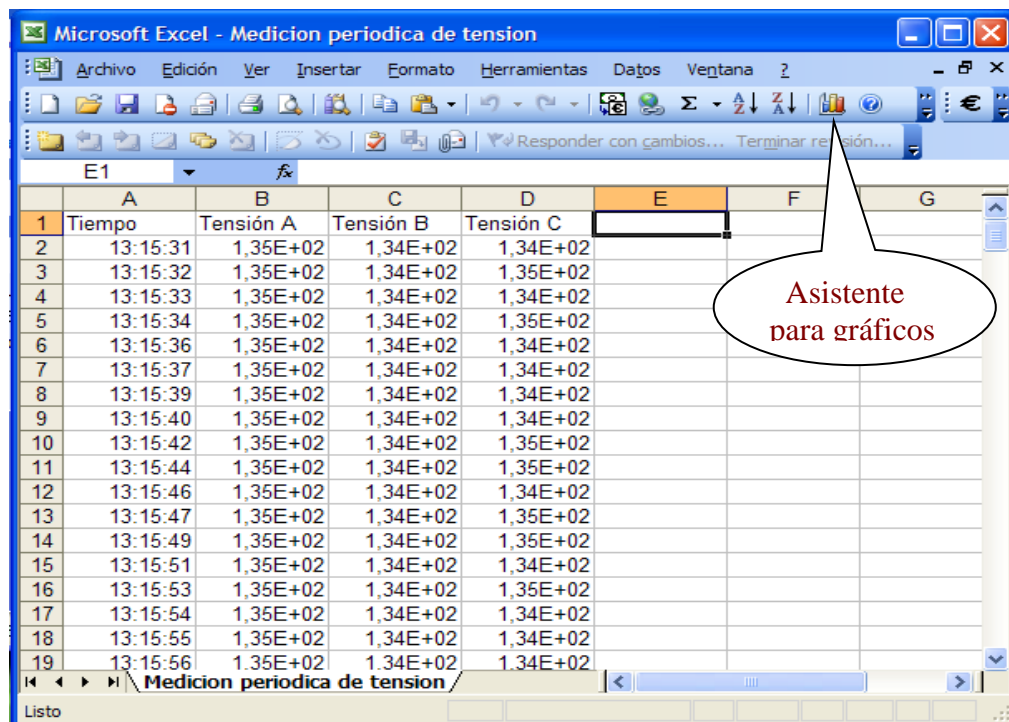 Microsoft Excel - Medicion periodica de tension
Archivo Edición Ver Insertar Formato Herramientas Datos Ventana ?
Σ A Z Z A €
Responder con cambios... Terminar revisión...
E1 fx
A B C D E F G
1 Tiempo Tensión A Tensión B Tensión C
2 13:15:31 1,35E+02 1,34E+02 1,34E+02
3 13:15:32 1,35E+02 1,34E+02 1,35E+02
4 13:15:33 1,35E+02 1,34E+02 1,34E+02
5 13:15:34 1,35E+02 1,34E+02 1,35E+02
6 13:15:36 1,35E+02 1,34E+02 1,34E+02
7 13:15:37 1,35E+02 1,34E+02 1,34E+02
8 13:15:39 1,35E+02 1,34E+02 1,34E+02
9 13:15:40 1,35E+02 1,34E+02 1,34E+02
10 13:15:42 1,35E+02 1,34E+02 1,35E+02
11 13:15:44 1,35E+02 1,34E+02 1,35E+02
12 13:15:46 1,35E+02 1,34E+02 1,34E+02
13 13:15:47 1,35E+02 1,34E+02 1,35E+02
14 13:15:49 1,35E+02 1,34E+02 1,35E+02
15 13:15:51 1,35E+02 1,34E+02 1,34E+02
16 13:15:53 1,35E+02 1,34E+02 1,35E+02
17 13:15:54 1,35E+02 1,34E+02 1,34E+02
18 13:15:55 1,35E+02 1,34E+02 1,34E+02
19 13:15:56 1,35E+02 1,34E+02 1,34E+02
Asistente
para gráficos
Medicion periodica de tension
Listo